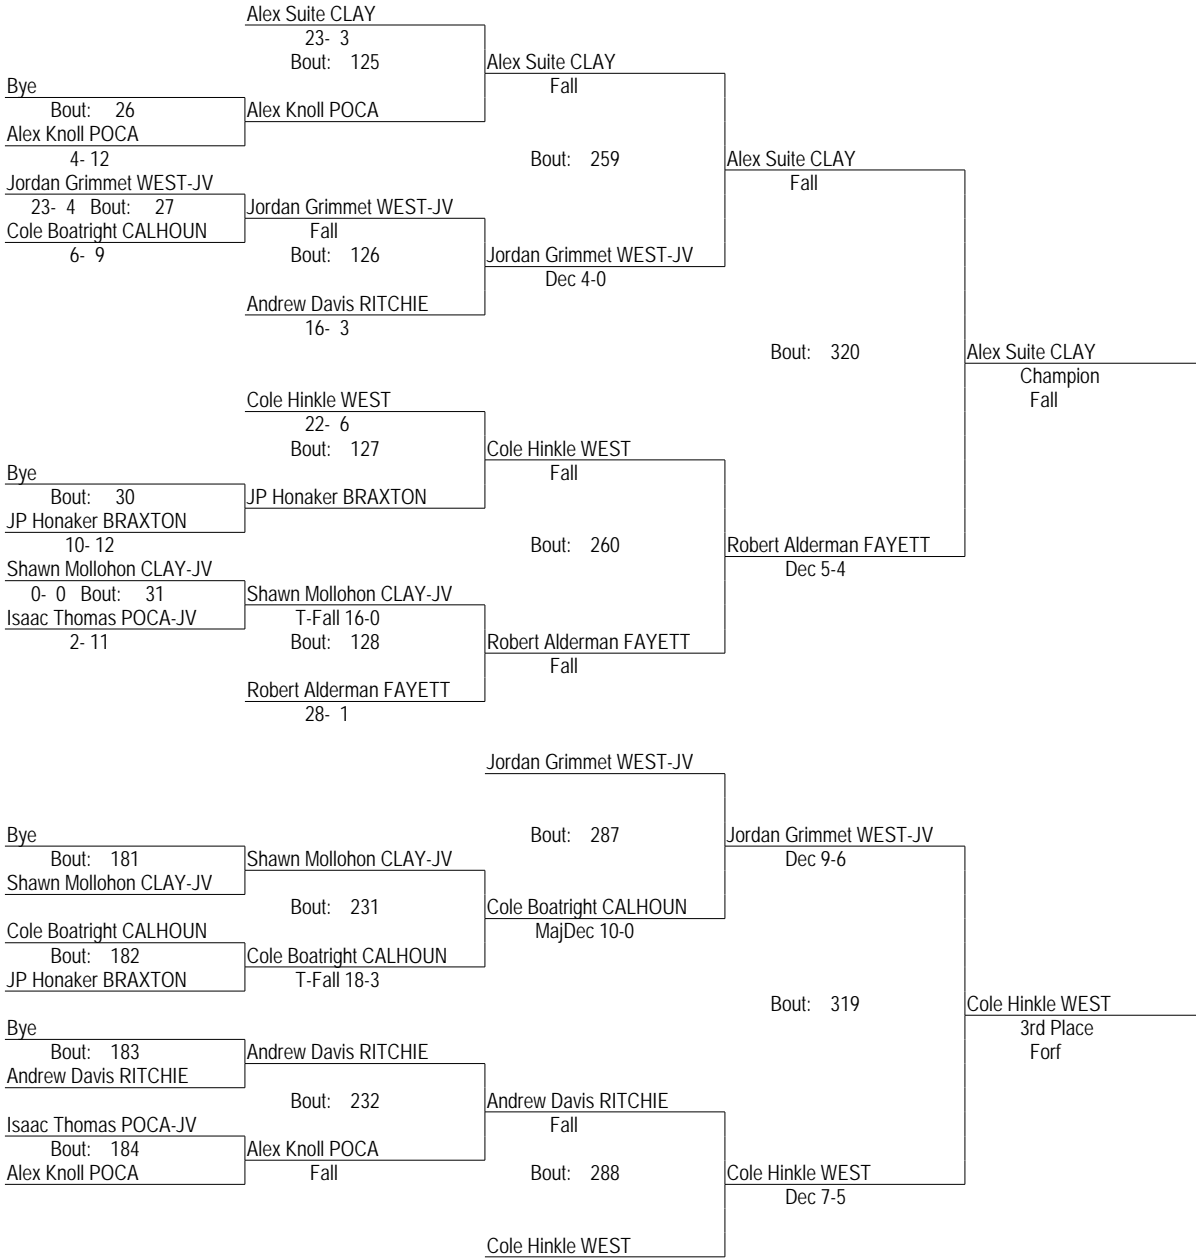 Alex Suite CLAY
23- 3
Bout: 125 Alex Suite CLAY
Bye Fall
Bout: 26 Alex Knoll POCA
Alex Knoll POCA
4- 12 Bout: 259 Alex Suite CLAY
Jordan Grimmet WEST-JV Fall
23- 4 Bout: 27 Jordan Grimmet WEST-JV
Cole Boatright CALHOUN Fall
6- 9 Bout: 126 Jordan Grimmet WEST-JV
Dec 4-0
Andrew Davis RITCHIE
16- 3
Bout: 320 Alex Suite CLAY
Champion
Cole Hinkle WEST Fall
22- 6
Bout: 127 Cole Hinkle WEST
Bye Fall
Bout: 30 JP Honaker BRAXTON
JP Honaker BRAXTON
10- 12 Bout: 260 Robert Alderman FAYETT
Shawn Mollohon CLAY-JV Dec 5-4
0- 0 Bout: 31 Shawn Mollohon CLAY-JV
Isaac Thomas POCA-JV T-Fall 16-0
2- 11 Bout: 128 Robert Alderman FAYETT
Fall
Robert Alderman FAYETT
28- 1
Jordan Grimmet WEST-JV
Bye Bout: 287 Jordan Grimmet WEST-JV
Bout: 181 Shawn Mollohon CLAY-JV Dec 9-6
Shawn Mollohon CLAY-JV
Bout: 231 Cole Boatright CALHOUN
Cole Boatright CALHOUN MajDec 10-0
Bout: 182 Cole Boatright CALHOUN
JP Honaker BRAXTON T-Fall 18-3
Bout: 319 Cole Hinkle WEST
Bye 3rd Place
Bout: 183 Andrew Davis RITCHIE Forf
Andrew Davis RITCHIE
Bout: 232 Andrew Davis RITCHIE
Isaac Thomas POCA-JV Fall
Bout: 184 Alex Knoll POCA
Alex Knoll POCA Fall Bout: 288 Cole Hinkle WEST
Dec 7-5
Cole Hinkle WEST